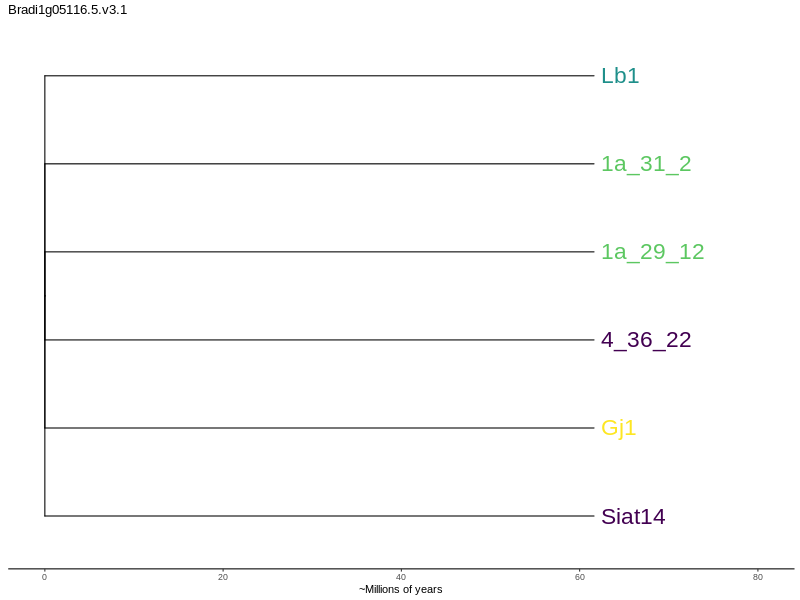 Bradi1g05116.5.v3.1
Lb1
1a_31_2
1a_29_12
4_36_22
Gj1
Siat14
0 20 40 60 80
~Millions of years